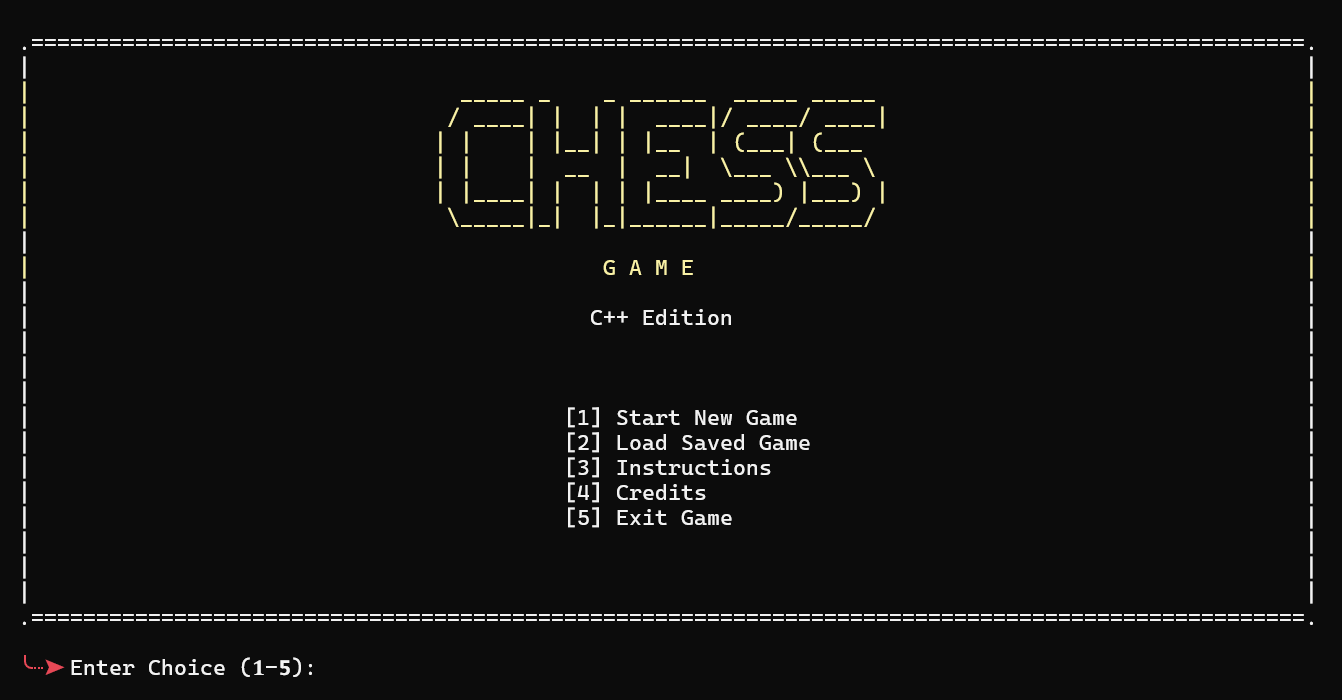 CHESS
G A M E
C++ Edition
[1] Start New Game
[2] Load Saved Game
[3] Instructions
[4] Credits
[5] Exit Game
Enter Choice (1-5):